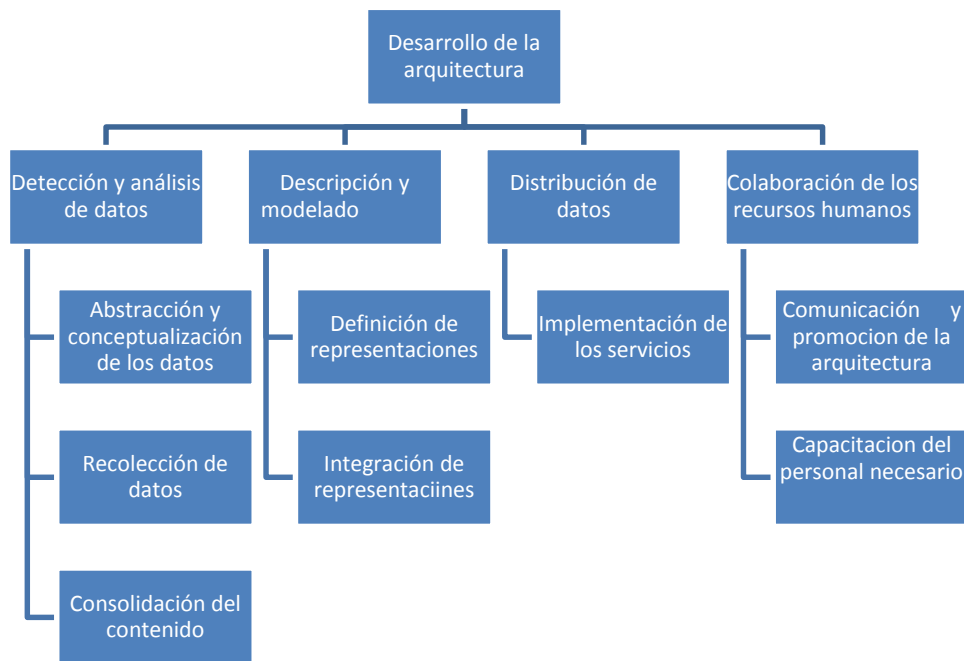 Desarrollo de la
arquitectura
Detección y análisis
de datos
Descripción y
modelado
Distribución de
datos
Colaboración de los
recursos humanos
Abstracción y
conceptualización
de los datos
Definición de
representaciones
Implementación de
los servicios
Comunicación y
promocion de la
arquitectura
Recolección de
datos
Integración de
representaciines
Capacitacion del
personal necesario
Consolidación del
contenido